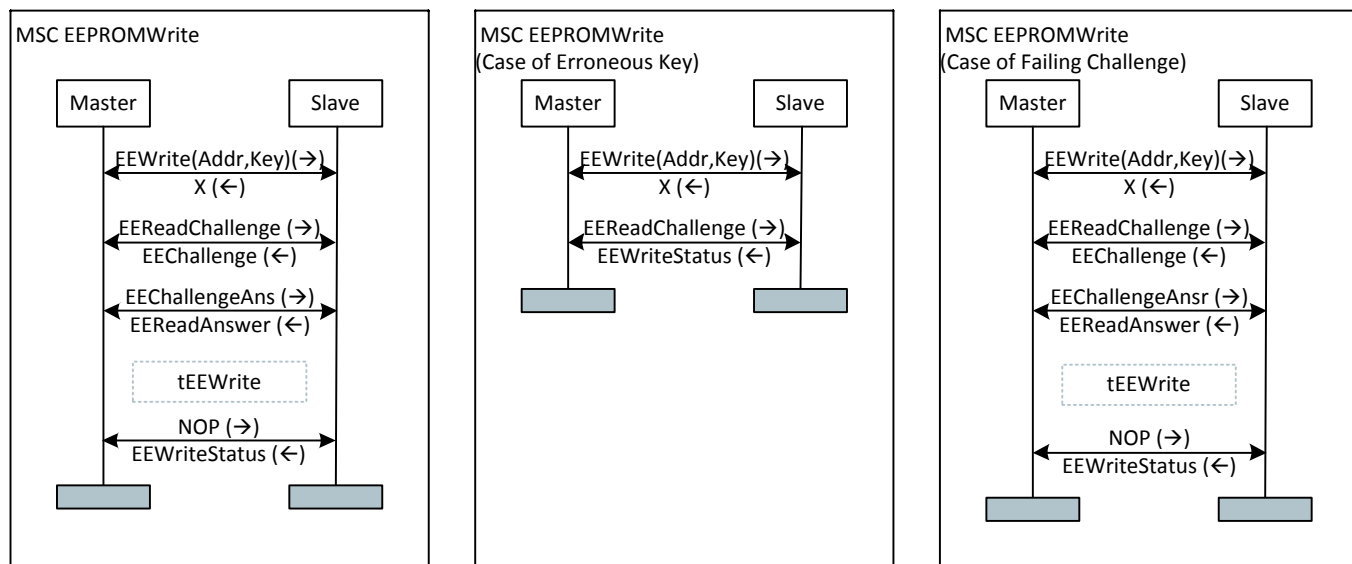 MSC EEPROMWrite
Master
Slave
EEWrite(Addr,Key)(→)
X (←)
EEReadChallenge (→)
EEChallenge (←)
EEChallengeAns (→)
EEReadAnswer (←)
tEEWrite
NOP (→)
EEWriteStatus (←)
MSC EEPROMWrite
(Case of Erroneous Key)
Master
Slave
EEWrite(Addr,Key)(→)
X (←)
EEReadChallenge (→)
EEWriteStatus (←)
MSC EEPROMWrite
(Case of Failing Challenge)
Master
Slave
EEWrite(Addr,Key)(→)
X (←)
EEReadChallenge (→)
EEChallenge (←)
EEChallengeAnsr (→)
EEReadAnswer (←)
tEEWrite
NOP (→)
EEWriteStatus (←)